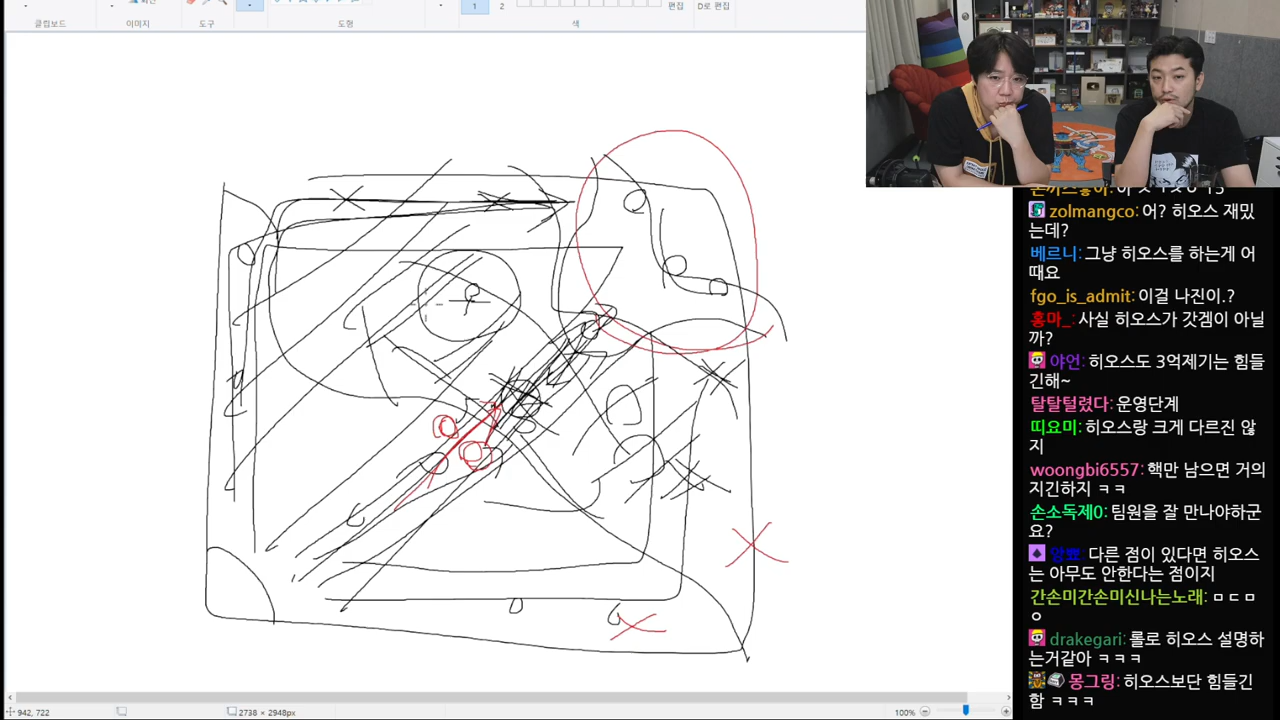 클립보드
이미지
도구
도형
색
1
2
편집
D로 편집
zolmangco: 어? 히오스 재밌
는데?
베르니: 그냥 히오스를 하는게 어
때요
fgo_is_admit: 이걸 나진이.?
홍마_: 사실 히오스가 갓겜이 아닐
까?
야언: 히오스도 3억제기는 힘들
긴해~
탈탈털렸다: 운영단계
띠요미: 히오스랑 크게 다르진 않
지
woongbi6557: 핵만 남으면 거의
지긴하지 ㅋㅋ
손소독제0: 팀원을 잘 만나야하군
요?
앙쁘: 다른 점이 있다면 히오스
는 아무도 안한다는 점이지
간손미간손미신나는노래: ㅁㄷㅁ
ㅇ
drakegari: 롤로 히오스 설명하
는거같아 ㅋㅋㅋ
몽그링: 히오스보단 힘들긴
함 ㅋㅋㅋ
942, 722
2738 × 2948px
100%